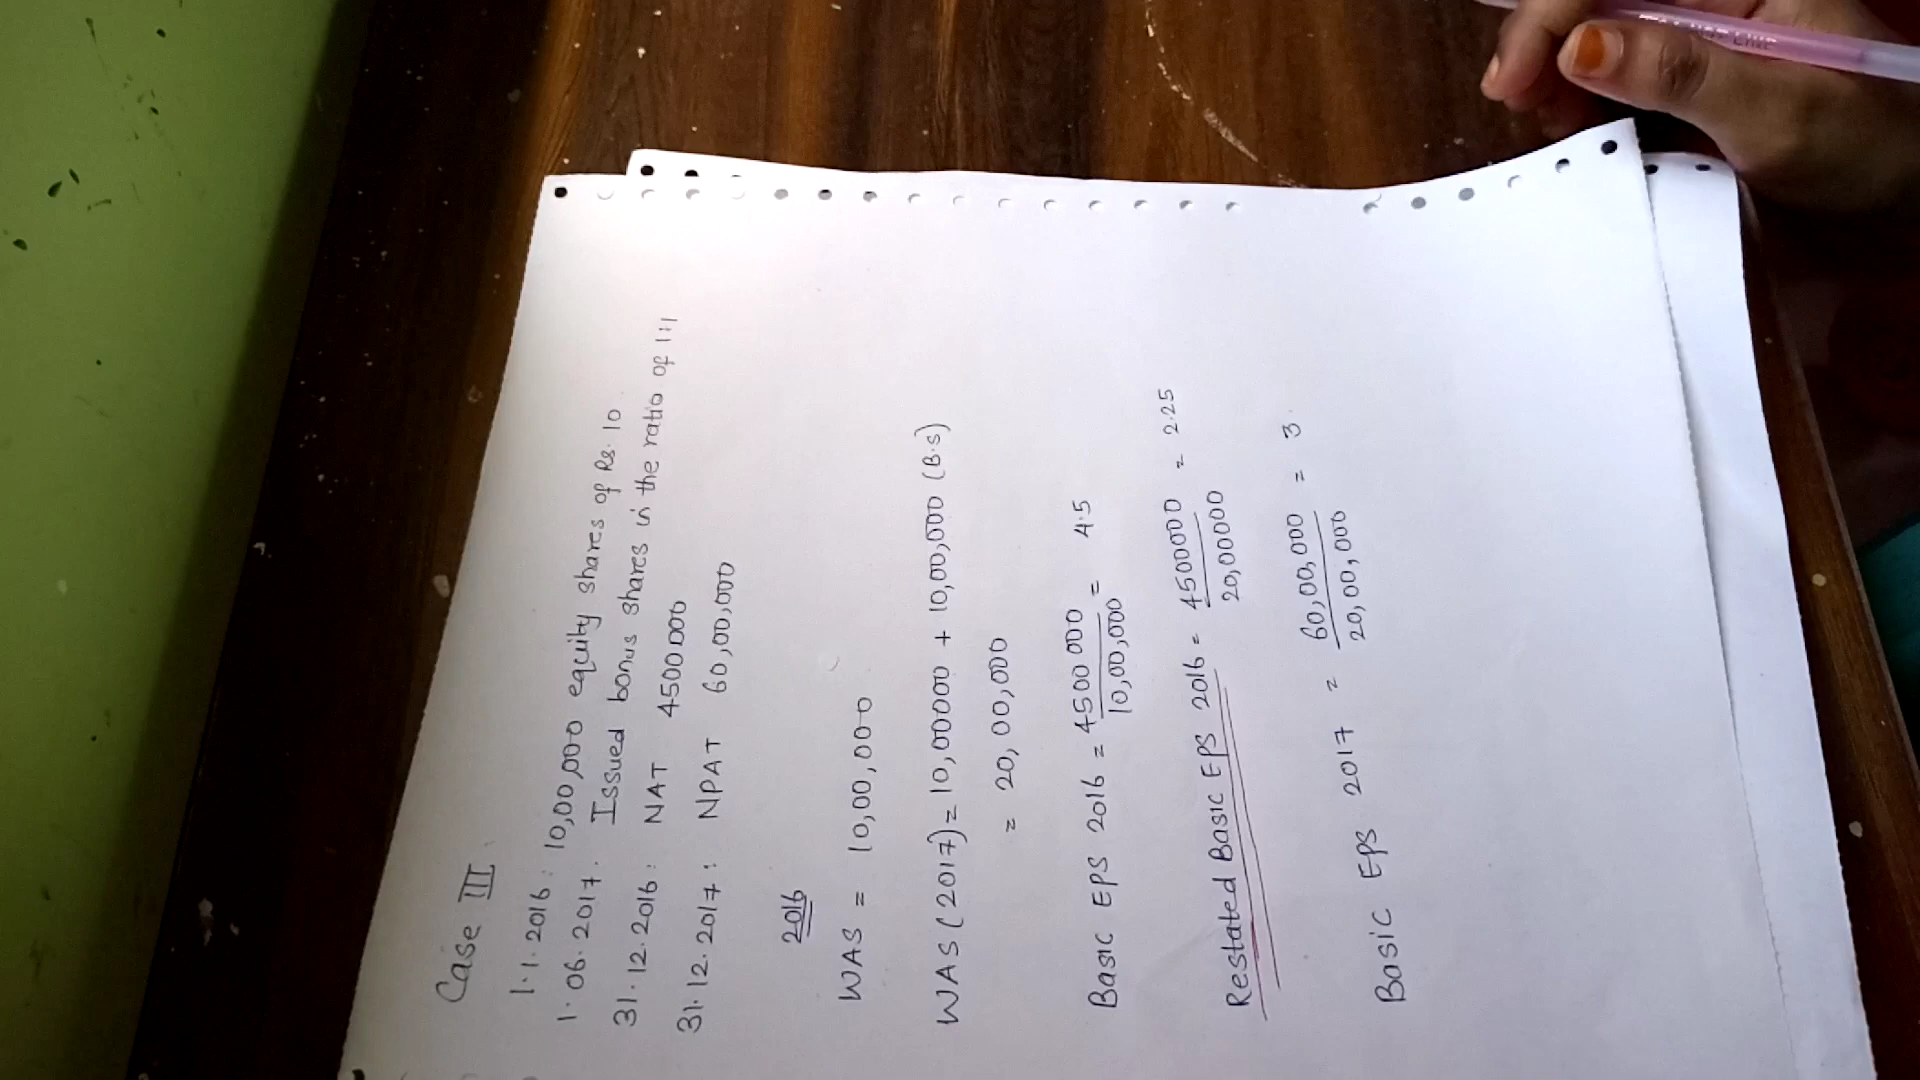 Case III.
1.1.2016: 10,00,000 equity shares of Rs. 10
1.06.2017. Issued bonus shares in the ratio of 1:1
31.12.2016: NAT 4500000
31.12.2017: NPAT 60,00,000
2016
WAS = 10,00,000
WAS (2017) = 10,00000 + 10,00,000 (B.S)
= 20,00,000
Basic EPS 2016 = 4500000 / 10,00,000 = 4.5
Restated Basic EPS 2016 = 4500000 / 20,00000 = 2.25
Basic EPS 2017 = 60,00,000 / 20,00,000 = 3.